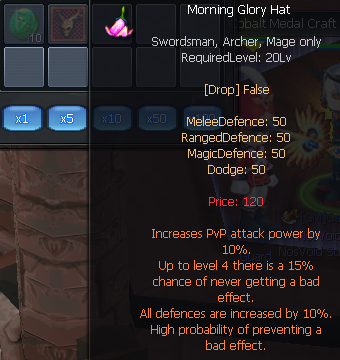 Morning Glory Hat
Swordsman, Archer, Mage only
RequiredLevel: 20Lv
[Drop] False
MeleeDefence: 50
RangedDefence: 50
MagicDefence: 50
Dodge: 50
Price: 120
Increases PvP attack power by
10%.
Up to level 4 there is a 15%
chance of never getting a bad
effect.
All defences are increased by 10%.
High probability of preventing a
bad effect.
10
x1 x5 x10 x50
Medal Craft